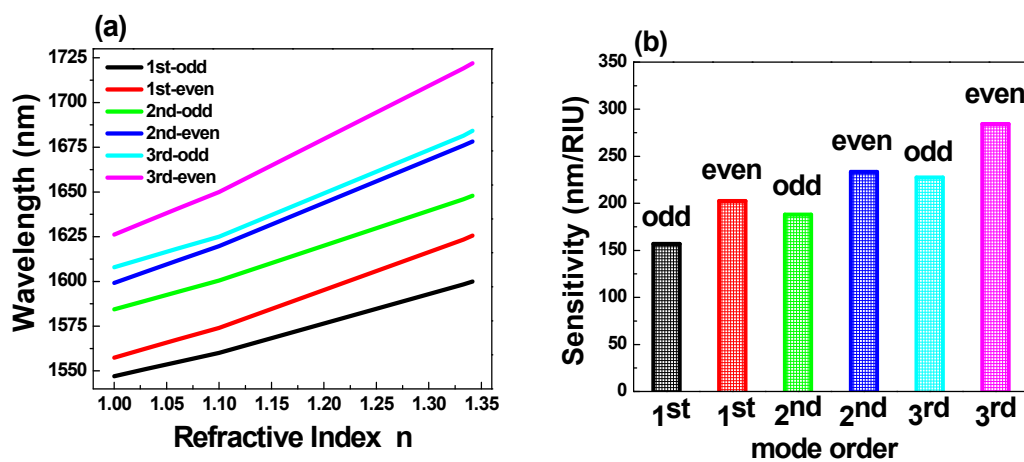 (a)
1725
1700
1675
1650
1625
1600
1575
1550
Wavelength (nm)
1st-odd
1st-even
2nd-odd
2nd-even
3rd-odd
3rd-even
1.00 1.05 1.10 1.15 1.20 1.25 1.30 1.35
Refractive Index n
(b)
350
300
250
200
150
100
50
0
Sensitivity (nm/RIU)
odd
even
odd
even
odd
even
1st 1st 2nd 2nd 3rd 3rd
mode order